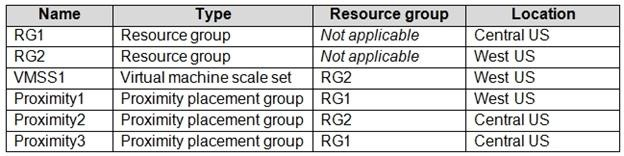 Name Type Resource group Location
RG1 Resource group Not applicable Central US
RG2 Resource group Not applicable West US
VMSS1 Virtual machine scale set RG2 West US
Proximity1 Proximity placement group RG1 West US
Proximity2 Proximity placement group RG2 Central US
Proximity3 Proximity placement group RG1 Central US